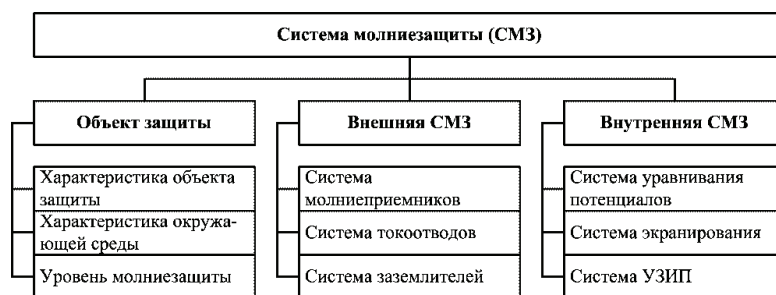 Система молниезащиты (СМЗ)
Объект защиты
Внешняя СМЗ
Внутренняя СМЗ
Характеристика объекта
защиты
Характеристика окружа-
ющей среды
Уровень молниезащиты
Система
молниеприемников
Система токоотводов
Система заземлителей
Система уравнивания
потенциалов
Система экранирования
Система УЗИП